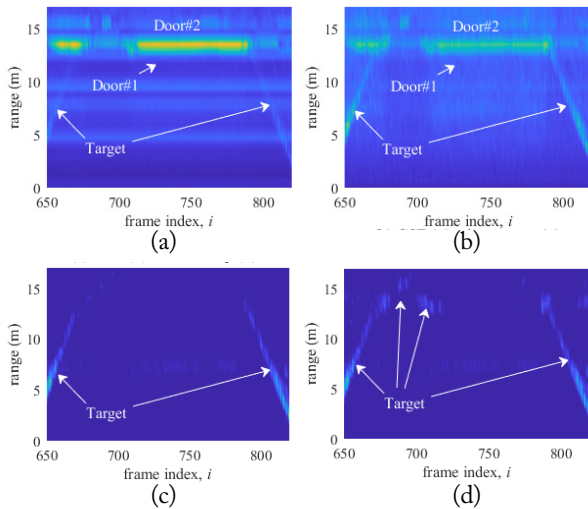 15
10
5
0
range (m)
Door#2
Door#1
Target
650
700
750
800
frame index, i
(a)
15
10
5
0
range (m)
Door#2
Door#1
Target
650
700
750
800
frame index, i
(b)
15
10
5
0
range (m)
Target
650
700
750
800
frame index, i
(c)
15
10
5
0
range (m)
Target
650
700
750
800
frame index, i
(d)